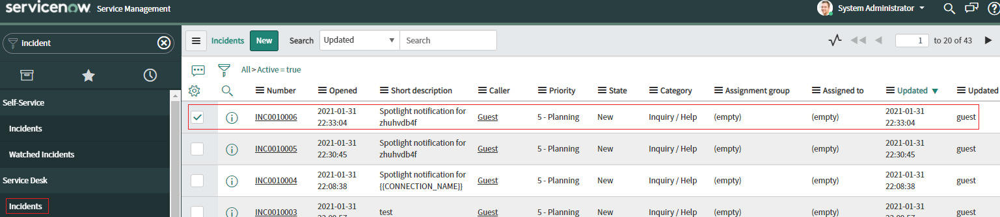 servicenow Service Management
System Administrator
incident
Incidents New Search Updated Search 1 to 20 of 43
All > Active = true
Number Opened Short description Caller Priority State Category Assignment group Assigned to Updated Updated
Self-Service
Incidents
Watched Incidents
Service Desk
Incidents
INC0010006 2021-01-31 22:33:04 Spotlight notification for zhuhvdb4f Guest 5 - Planning New Inquiry / Help (empty) (empty) 2021-01-31 22:33:04 guest
INC0010005 2021-01-31 22:30:45 Spotlight notification for zhuhvdb4f Guest 5 - Planning New Inquiry / Help (empty) (empty) 2021-01-31 22:30:45 guest
INC0010004 2021-01-31 22:08:38 Spotlight notification for {{CONNECTION_NAME}} Guest 5 - Planning New Inquiry / Help (empty) (empty) 2021-01-31 22:08:38 guest
INC0010003 2021-01-31 test Guest 5 - Planning New Inquiry / Help (empty) (empty) 2021-01-31 guest